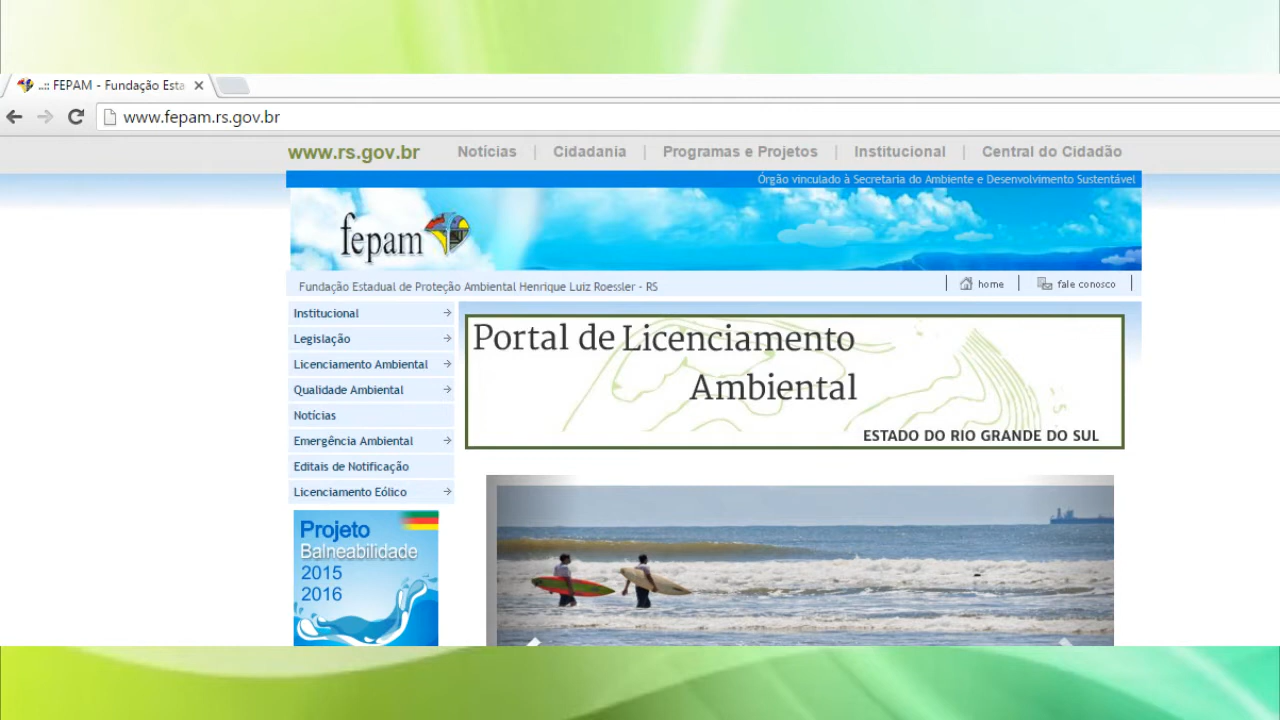 ..:: FEPAM - Fundação Esta
www.fepam.rs.gov.br
www.rs.gov.br Notícias | Cidadania | Programas e Projetos | Institucional | Central do Cidadão
Órgão vinculado à Secretaria do Ambiente e Desenvolvimento Sustentável
fepam
Fundação Estadual de Proteção Ambiental Henrique Luiz Roessler - RS
home
fale conosco
Institucional
Legislação
Licenciamento Ambiental
Qualidade Ambiental
Notícias
Emergência Ambiental
Editais de Notificação
Licenciamento Eólico
Portal de Licenciamento
Ambiental
ESTADO DO RIO GRANDE DO SUL
Projeto
Balneabilidade
2015
2016